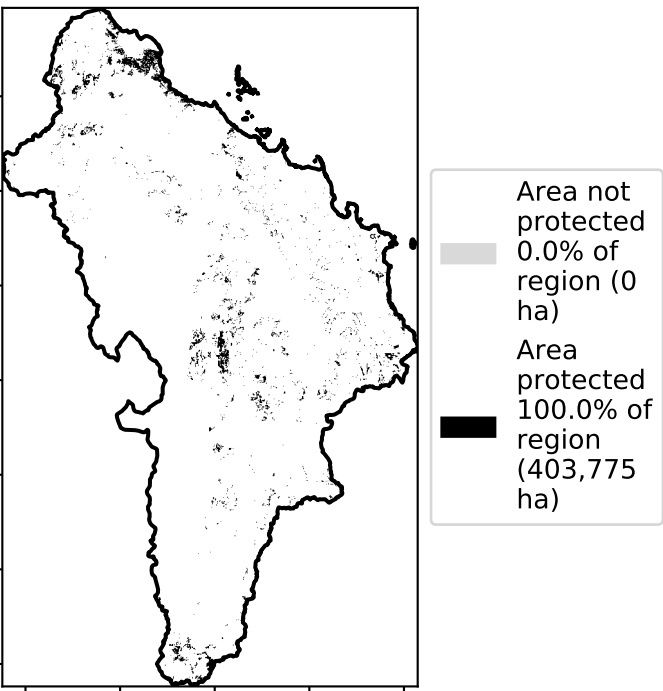 Area not
protected
0.0% of
region (0
ha)
Area
protected
100.0% of
region
(403,775
ha)